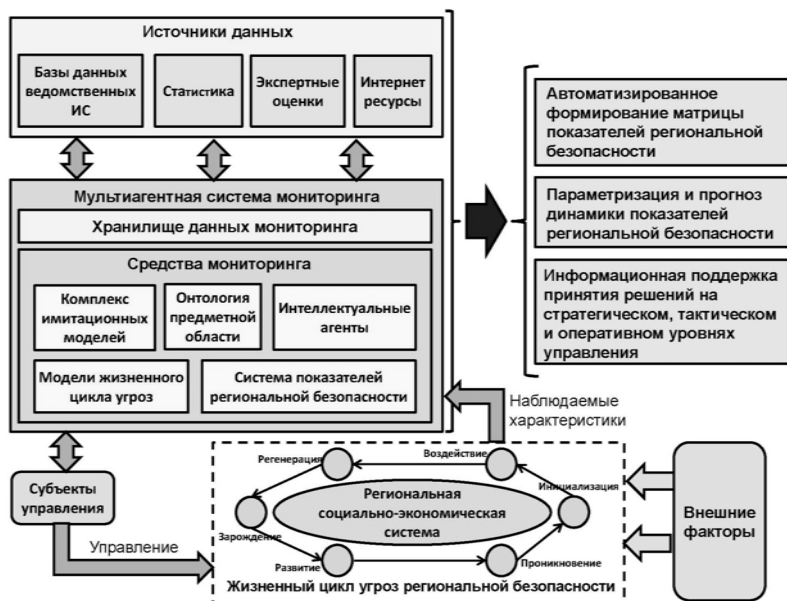 Источники данных
Базы данных
ведомственных
ИС
Статистика
Экспертные
оценки
Интернет
ресурсы
Мультиагентная система мониторинга
Хранилище данных мониторинга
Средства мониторинга
Комплекс
имитационных
моделей
Онтология
предметной
области
Интеллектуальные
агенты
Модели жизненного
цикла угроз
Система показателей
региональной безопасности
Автоматизированное
формирование матрицы
показателей региональной
безопасности
Параметризация и прогноз
динамики показателей
региональной безопасности
Информационная поддержка
принятия решений на
стратегическом, тактическом
и оперативном уровнях
управления
Наблюдаемые
характеристики
Субъекты
управления
Управление
Регенерация
Воздействие
Инициализация
Региональная
социально-экономическая
система
Зарождение
Развитие
Проникновение
Жизненный цикл угроз региональной безопасности
Внешние
факторы